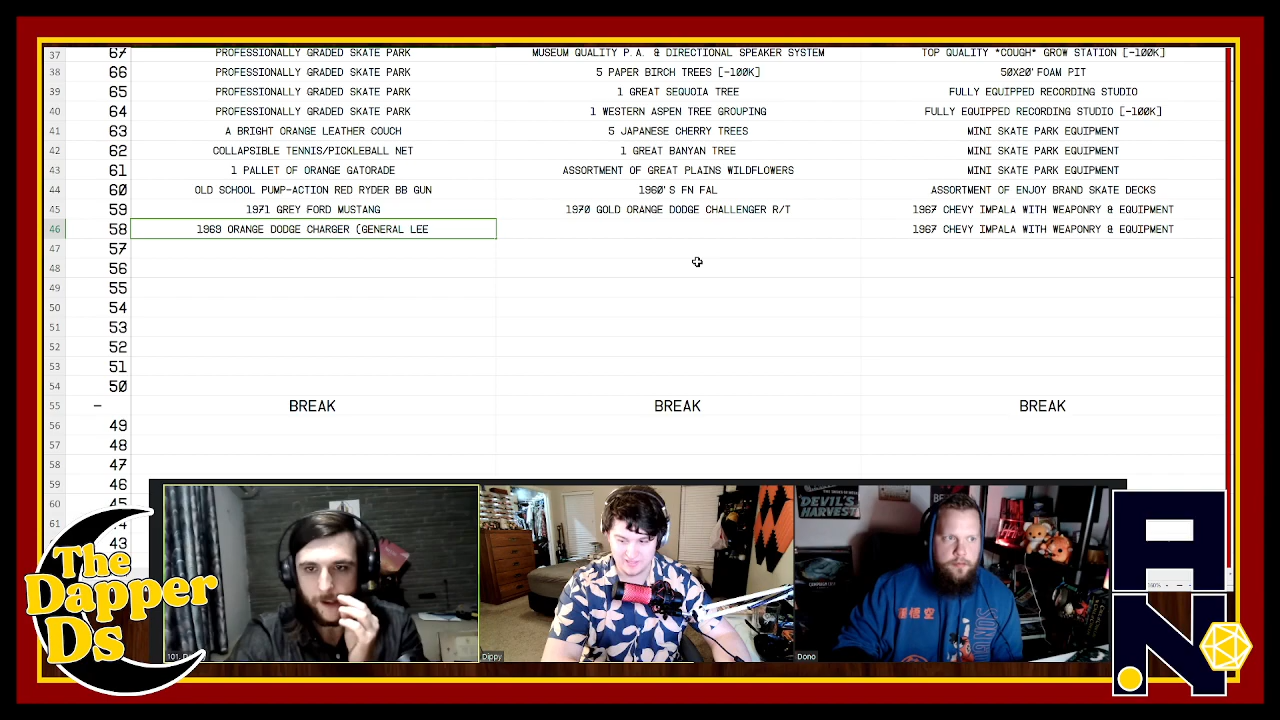 37 67 PROFESSIONALLY GRADED SKATE PARK MUSEUM QUALITY P.A. & DIRECTIONAL SPEAKER SYSTEM TOP QUALITY *COUGH* GROW STATION [-100K]
38 66 PROFESSIONALLY GRADED SKATE PARK 5 PAPER BIRCH TREES [-100K] 50X20'FOAM PIT
39 65 PROFESSIONALLY GRADED SKATE PARK 1 GREAT SEQUOIA TREE FULLY EQUIPPED RECORDING STUDIO
40 64 PROFESSIONALLY GRADED SKATE PARK 1 WESTERN ASPEN TREE GROUPING FULLY EQUIPPED RECORDING STUDIO [-100K]
41 63 A BRIGHT ORANGE LEATHER COUCH 5 JAPANESE CHERRY TREES MINI SKATE PARK EQUIPMENT
42 62 COLLAPSIBLE TENNIS/PICKLEBALL NET 1 GREAT BANYAN TREE MINI SKATE PARK EQUIPMENT
43 61 1 PALLET OF ORANGE GATORADE ASSORTMENT OF GREAT PLAINS WILDFLOWERS MINI SKATE PARK EQUIPMENT
44 60 OLD SCHOOL PUMP-ACTION RED RYDER BB GUN 1960'S FN FAL ASSORTMENT OF ENJOY BRAND SKATE DECKS
45 59 1971 GREY FORD MUSTANG 1970 GOLD ORANGE DODGE CHALLENGER R/T 1967 CHEVY IMPALA WITH WEAPONRY & EQUIPMENT
46 58 1969 ORANGE DODGE CHARGER (GENERAL LEE 1967 CHEVY IMPALA WITH WEAPONRY & EQUIPMENT
47 57
48 56
49 55
50 54
51 53
52 52
53 51
54 50
55 – BREAK BREAK BREAK
56 49
57 48
58 47
59 46
60 45
61 44
43
The
Dapper
Ds
DEVIL'S
HARVEST
101.
Dippy
Dono
160%
A
N